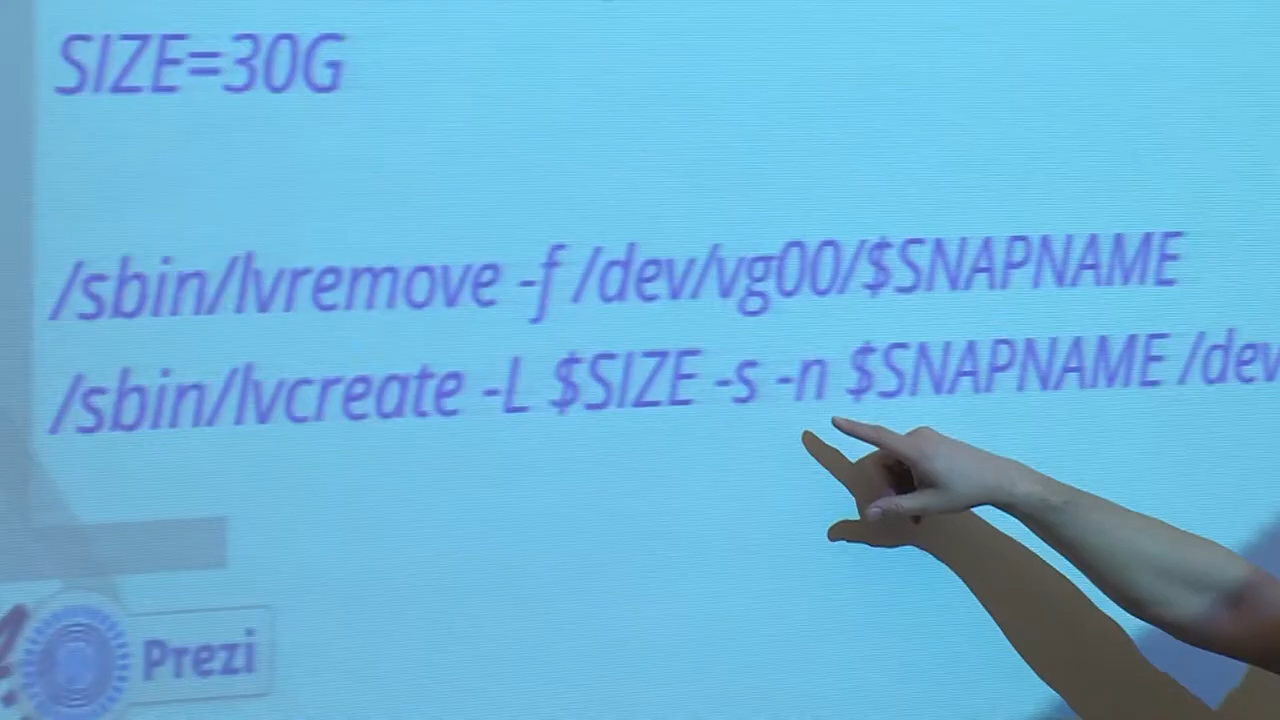 SIZE=30G
/sbin/lvremove -f /dev/vg00/$SNAPNAME
/sbin/lvcreate -L $SIZE -s -n $SNAPNAME /dev
Prezi